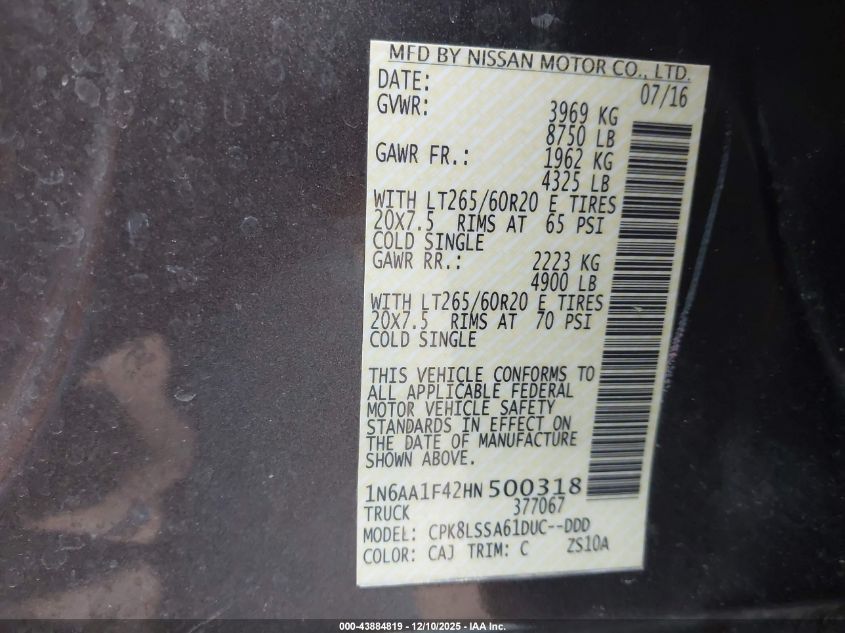 MFD BY NISSAN MOTOR CO., LTD.
DATE: 07/16
GVWR: 3969 KG
8750 LB
GAWR FR.: 1962 KG
4325 LB
WITH LT265/60R20 E TIRES
20X7.5 RIMS AT 65 PSI
COLD SINGLE
GAWR RR.: 2223 KG
4900 LB
WITH LT265/60R20 E TIRES
20X7.5 RIMS AT 70 PSI
COLD SINGLE
THIS VEHICLE CONFORMS TO
ALL APPLICABLE FEDERAL
MOTOR VEHICLE SAFETY
STANDARDS IN EFFECT ON
THE DATE OF MANUFACTURE
SHOWN ABOVE.
1N6AA1F42HN500318
TRUCK 377067
MODEL: CPK8LSSA61DUC--DDD
COLOR: CAJ TRIM: C ZS10A
000-43884819 • 12/10/2025 • IAA Inc.